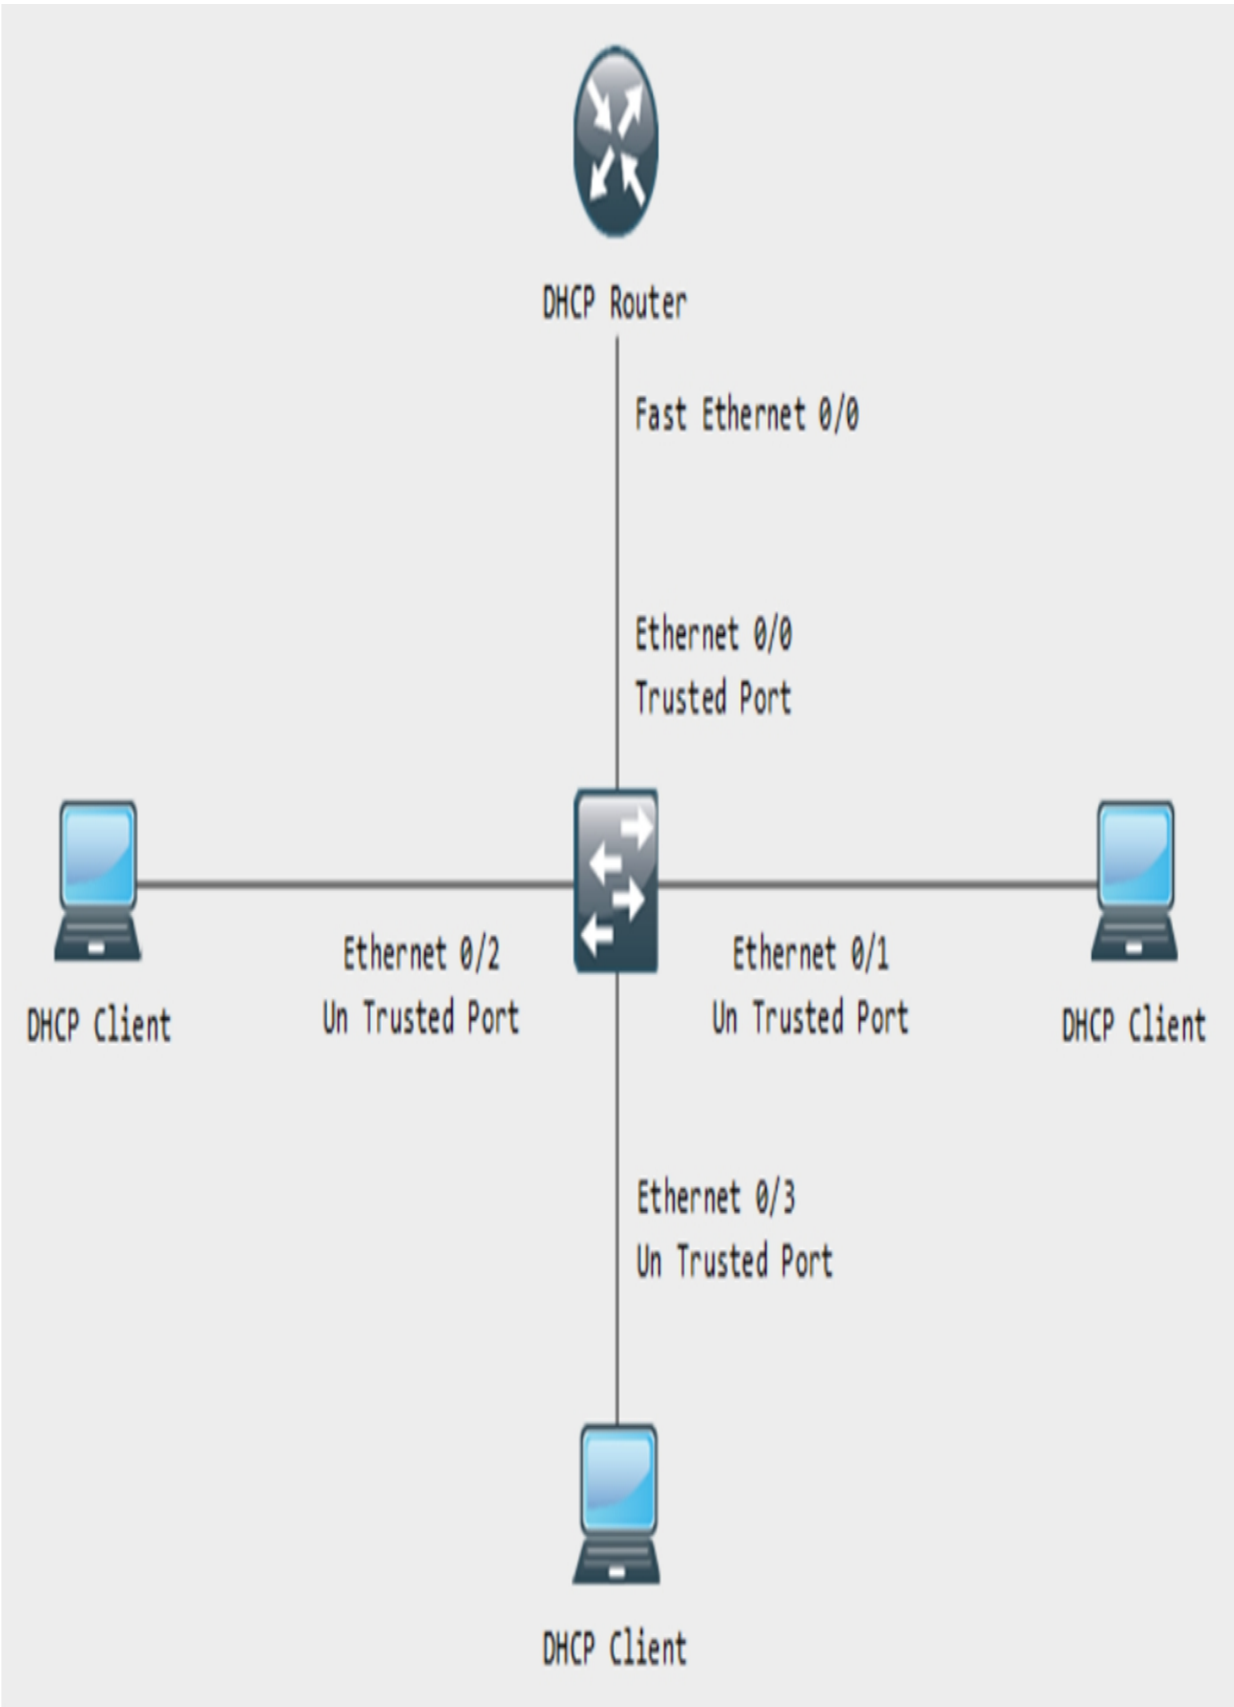 DHCP Router
Fast Ethernet 0/0
Ethernet 0/0
Trusted Port
Ethernet 0/2
Un Trusted Port
Ethernet 0/1
Un Trusted Port
DHCP Client
DHCP Client
Ethernet 0/3
Un Trusted Port
DHCP Client